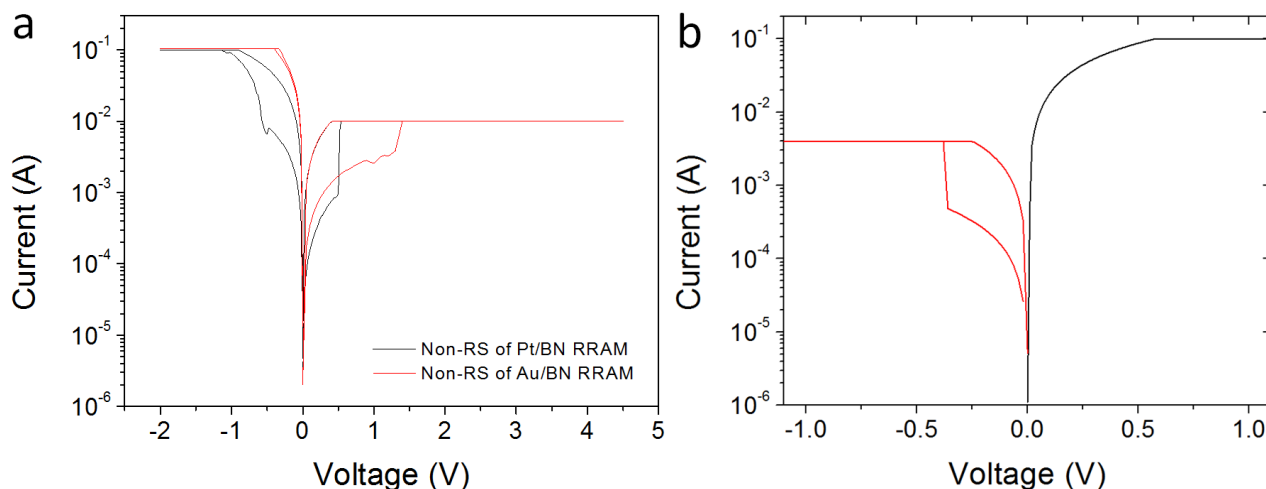 a
10⁻¹
10⁻²
10⁻³
10⁻⁴
10⁻⁵
10⁻⁶
Current (A)
Non-RS of Pt/BN RRAM
Non-RS of Au/BN RRAM
-2 -1 0 1 2 3 4 5
Voltage (V)
b
10⁻¹
10⁻²
10⁻³
10⁻⁴
10⁻⁵
10⁻⁶
Current (A)
-1.0 -0.5 0.0 0.5 1.0
Voltage (V)